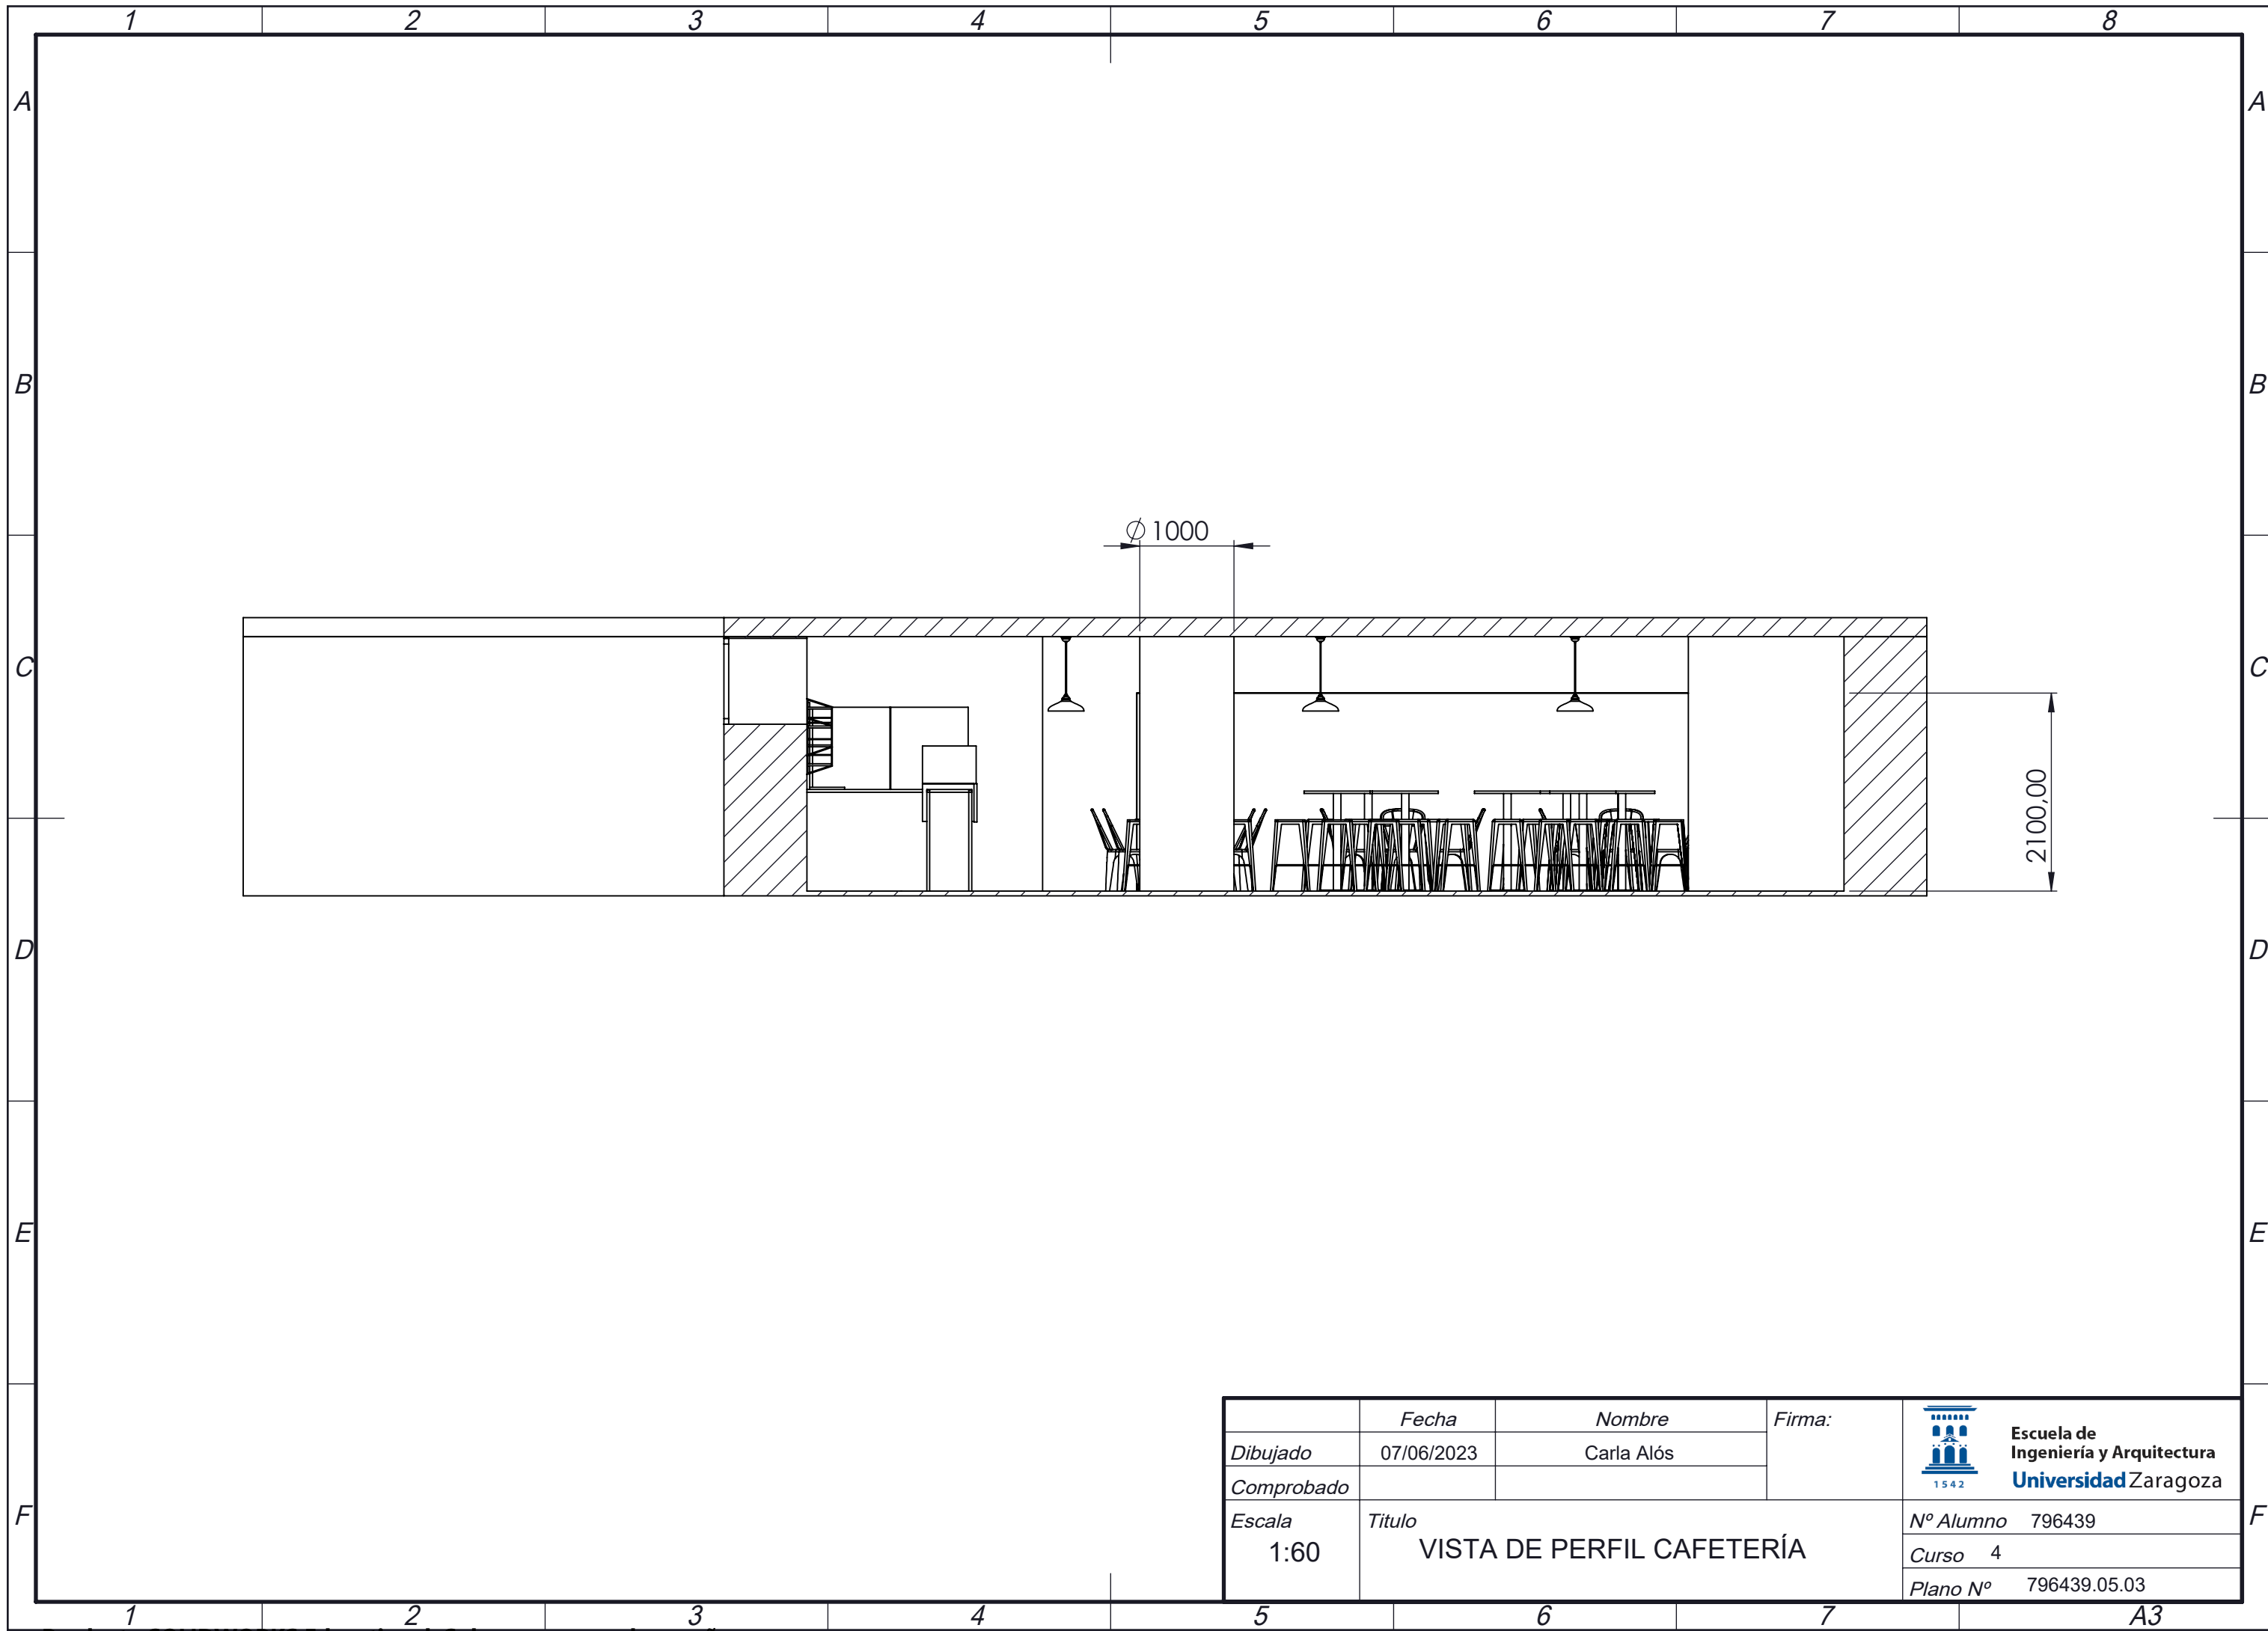 1 2 3 4 5 6 7 8
A A
B B
⌀ 1000
C C
2100,00
D D
E E
Fecha Nombre Firma:
Dibujado 07/06/2023 Carla Alós
Comprobado
Escuela de
Ingeniería y Arquitectura
Universidad Zaragoza
1542
F F
Escala
1:60
Titulo
VISTA DE PERFIL CAFETERÍA
Nº Alumno 796439
Curso 4
Plano Nº 796439.05.03
1 2 3 4 5 6 7 A3